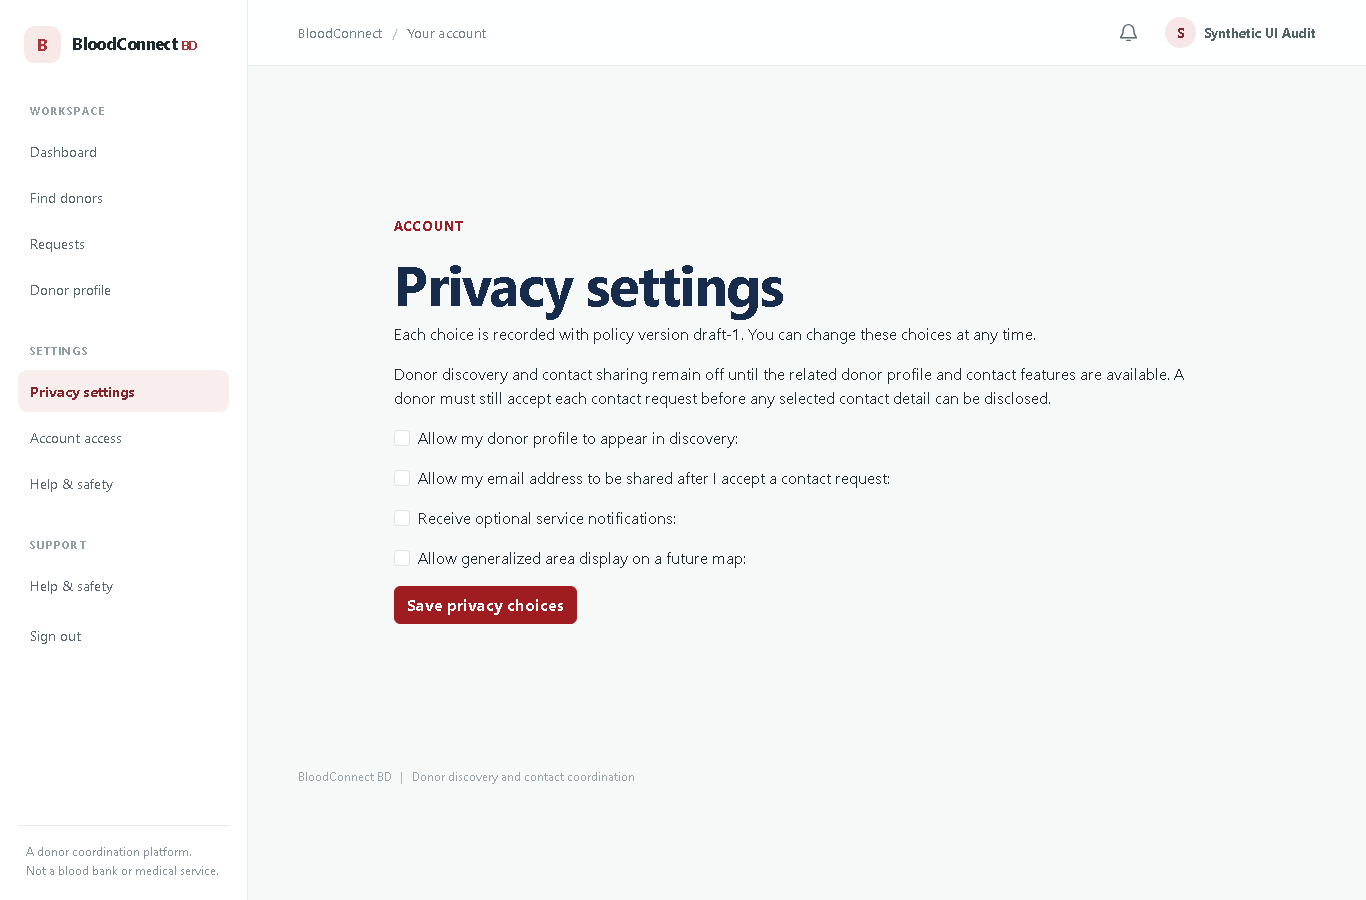 B BloodConnect BD
WORKSPACE
Dashboard
Find donors
Requests
Donor profile
SETTINGS
Privacy settings
Account access
Help & safety
SUPPORT
Help & safety
Sign out
A donor coordination platform.
Not a blood bank or medical service.
BloodConnect / Your account
S Synthetic UI Audit
ACCOUNT
Privacy settings
Each choice is recorded with policy version draft-1. You can change these choices at any time.
Donor discovery and contact sharing remain off until the related donor profile and contact features are available. A
donor must still accept each contact request before any selected contact detail can be disclosed.
Allow my donor profile to appear in discovery:
Allow my email address to be shared after I accept a contact request:
Receive optional service notifications:
Allow generalized area display on a future map:
Save privacy choices
BloodConnect BD | Donor discovery and contact coordination